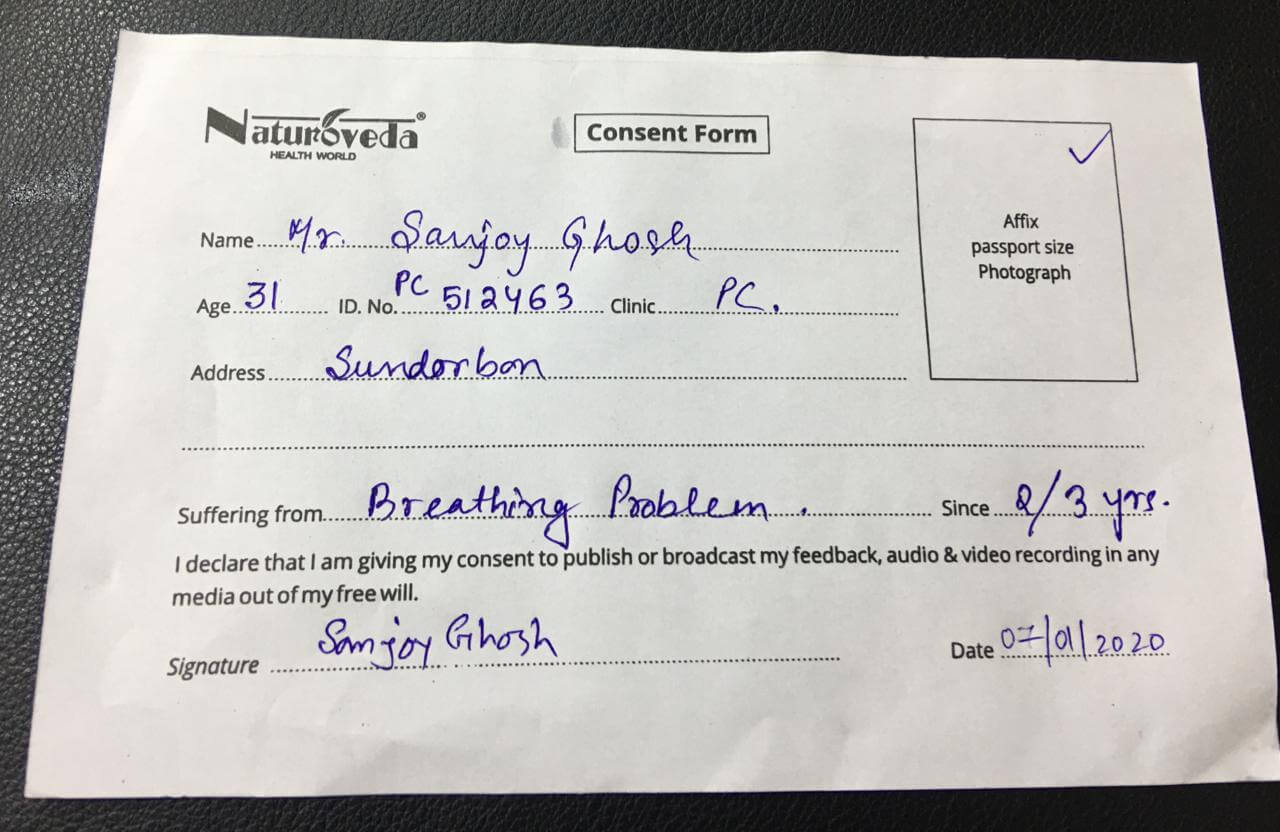 Naturoveda®
HEALTH WORLD
Consent Form
Affix
passport size
Photograph
Name Mr. Sanjoy Ghosh
Age 31 ID. No. PC 512463 Clinic PC.
Address Sundorbon
Suffering from Breathing Problem. Since 2/3 yrs.
I declare that I am giving my consent to publish or broadcast my feedback, audio & video recording in any
media out of my free will.
Signature Sanjoy Ghosh Date 07/01/2020